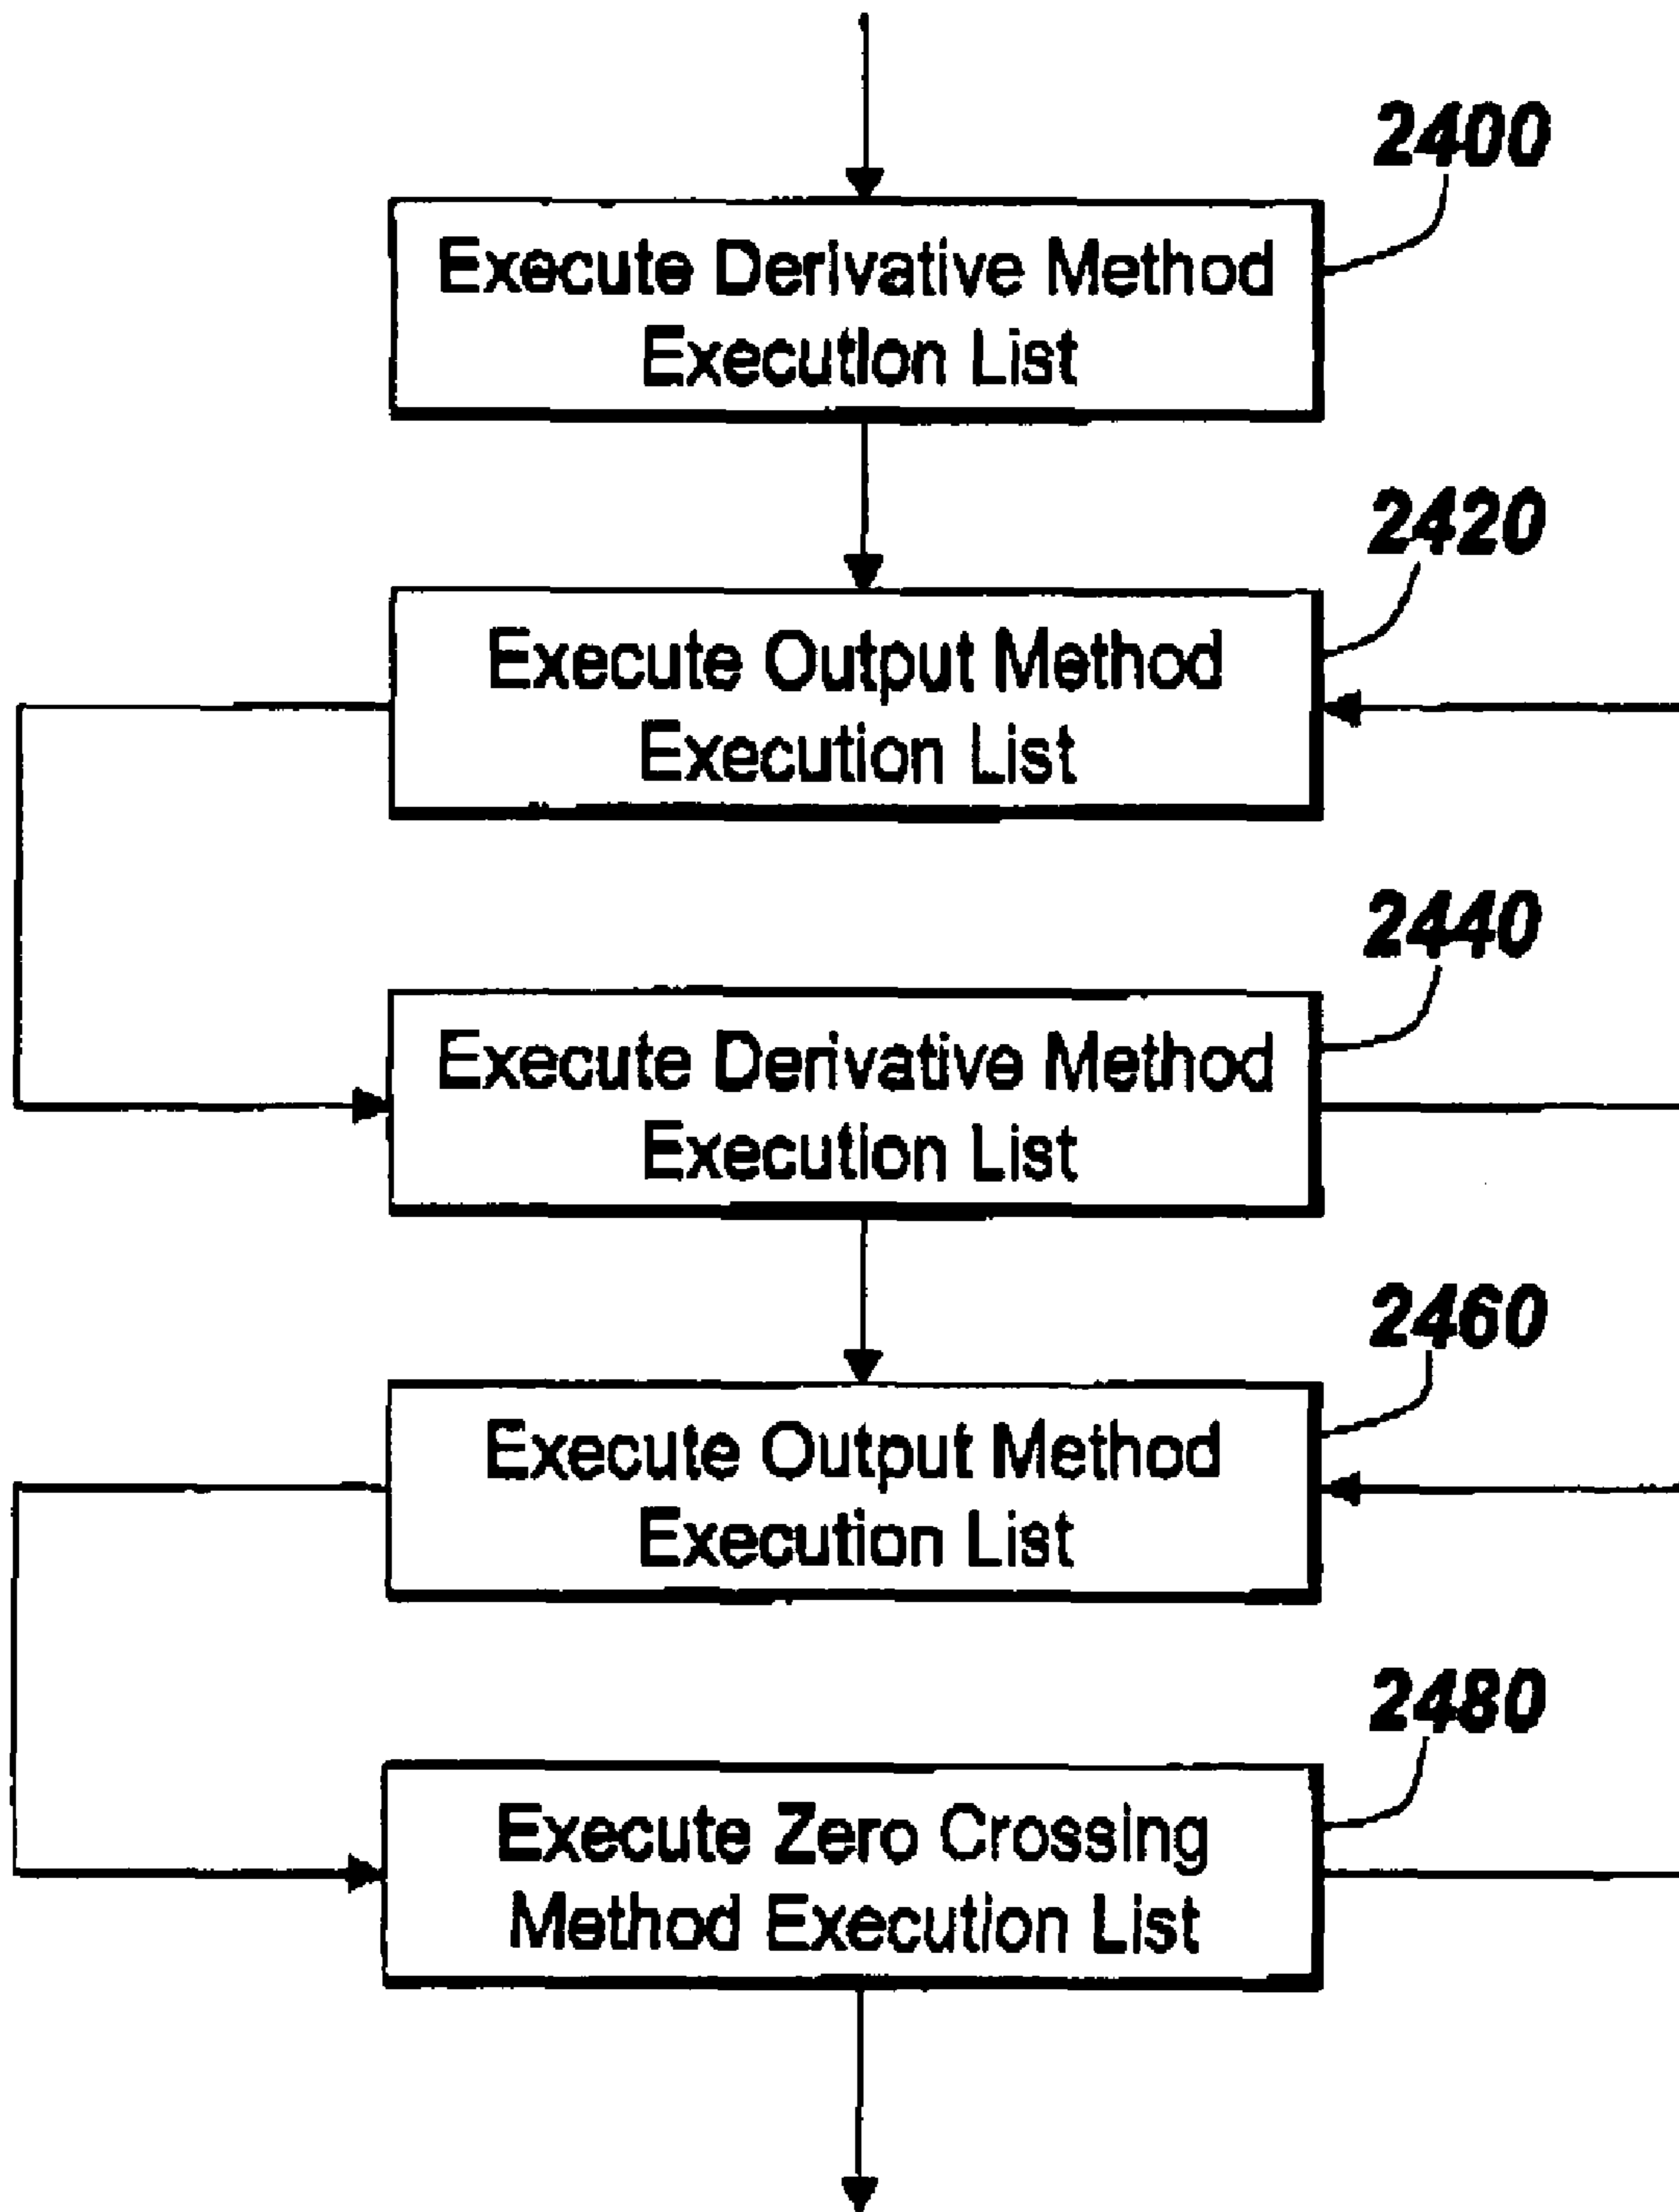 2400
Execute Derivative Method
Execution List
2420
Execute Output Method
Execution List
2440
Execute Derivative Method
Execution List
2460
Execute Output Method
Execution List
2480
Execute Zero Crossing
Method Execution List